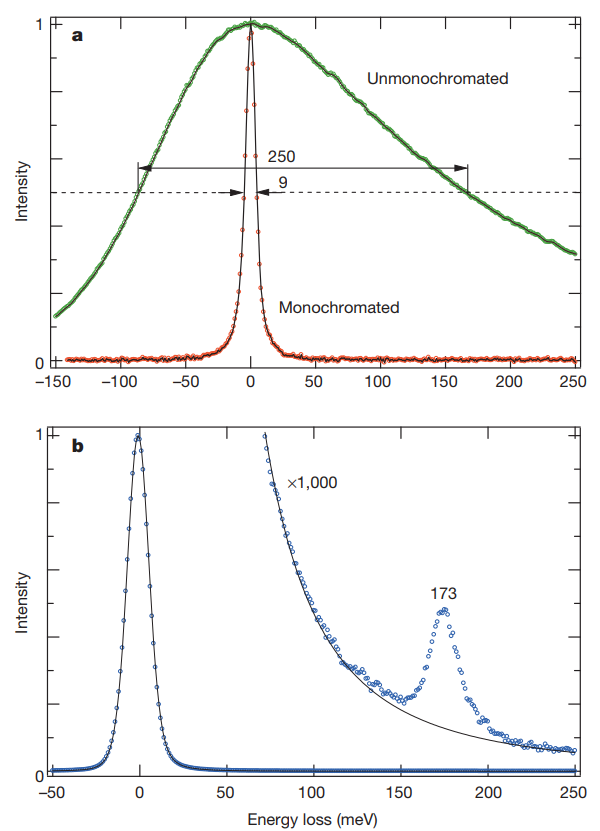 1
a
Unmonochromated
250
9
Intensity
Monochromated
0
−150 −100 −50 0 50 100 150 200 250
1
b
×1,000
173
Intensity
0
−50 0 50 100 150 200 250
Energy loss (meV)